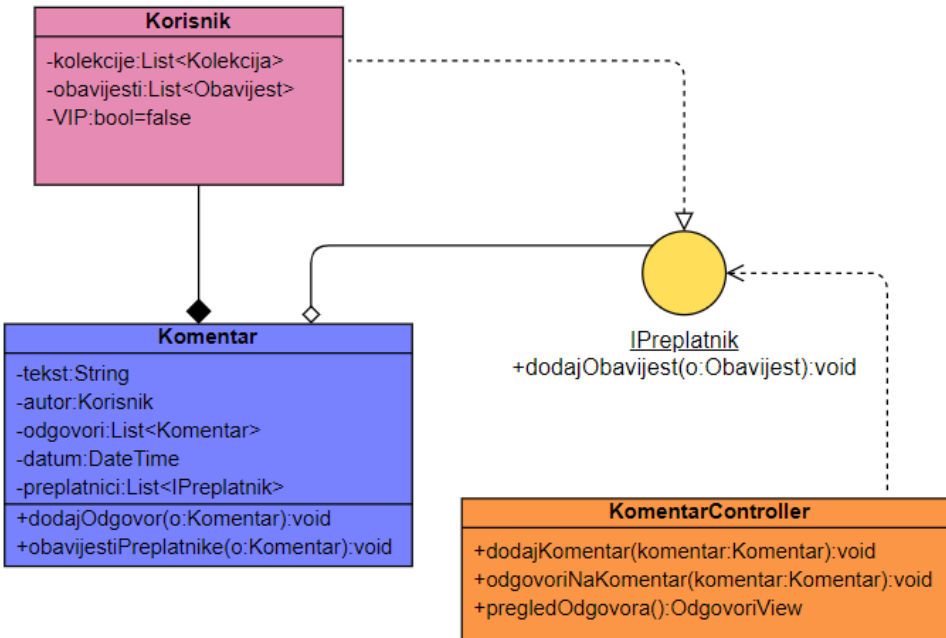 Korisnik
-kolekcije:List<Kolekcija>
-obavijesti:List<Obavijest>
-VIP:bool=false
IPreplatnik
+dodajObavijest(o:Obavijest):void
Komentar
-tekst:String
-autor:Korisnik
-odgovori:List<Komentar>
-datum:DateTime
-preplatnici:List<IPreplatnik>
+dodajOdgovor(o:Komentar):void
+obavijestiPreplatnike(o:Komentar):void
KomentarController
+dodajKomentar(komentar:Komentar):void
+odgovoriNaKomentar(komentar:Komentar):void
+pregledOdgovora():OdgovoriView